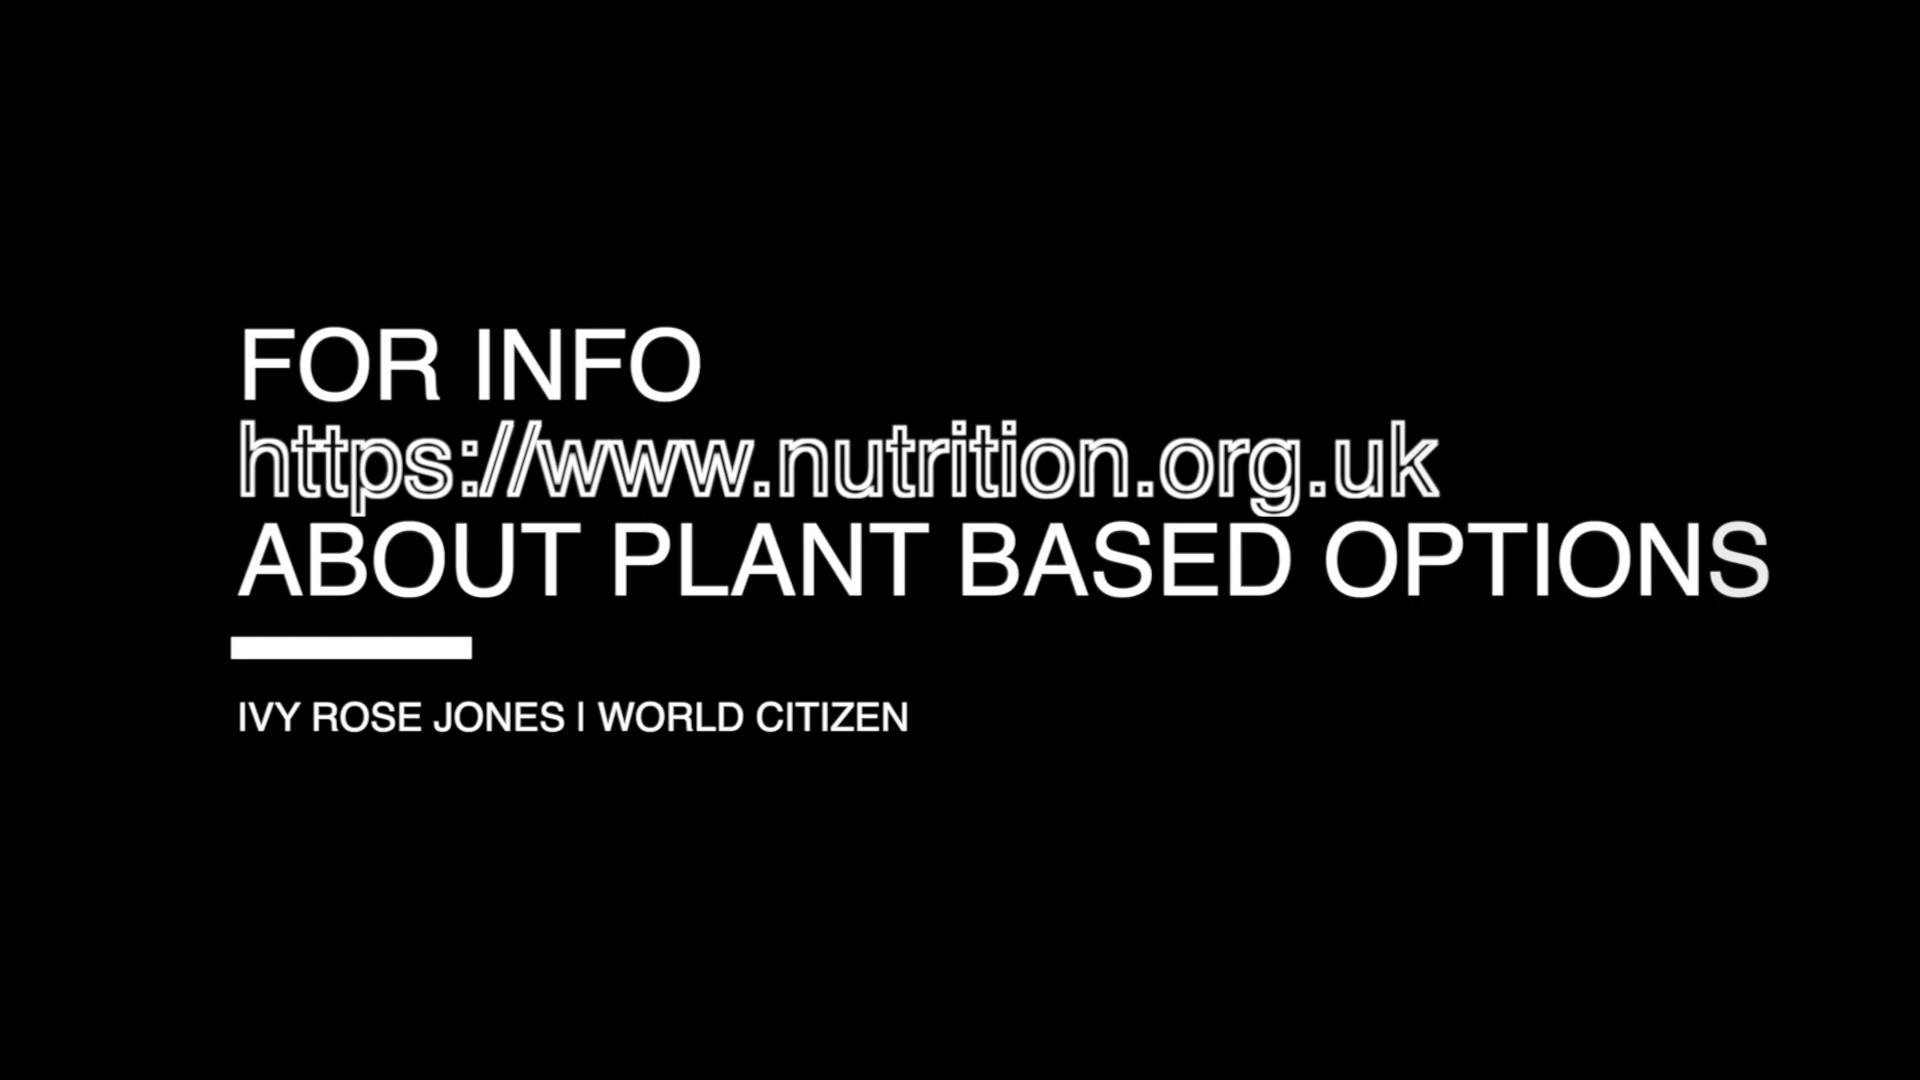 FOR INFO
https://www.nutrition.org.uk
ABOUT PLANT BASED OPTIONS
IVY ROSE JONES | WORLD CITIZEN